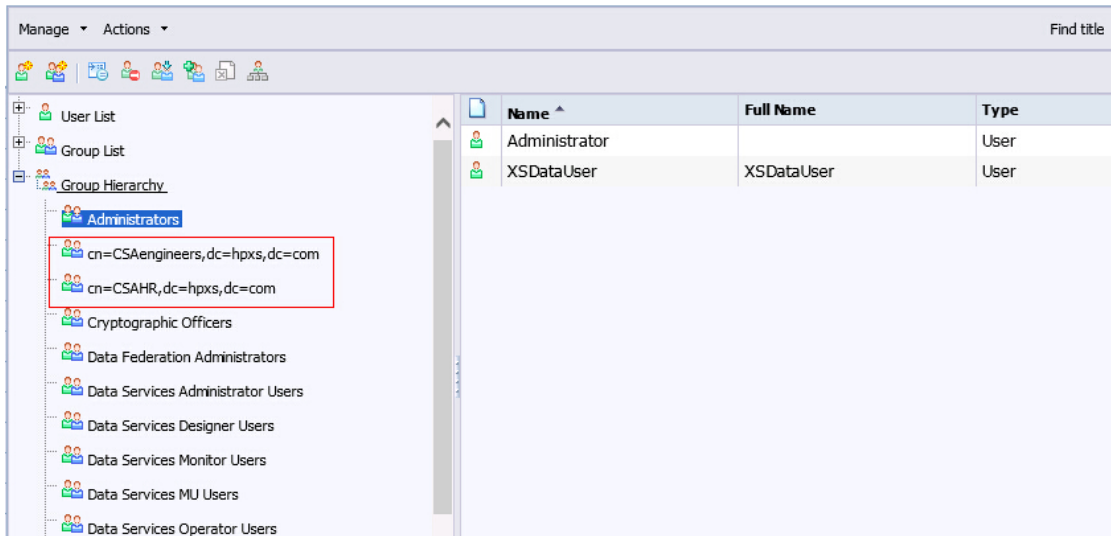 Manage Actions Find title
User List
Group List
Group Hierarchy
Administrators
cn=CSAengineers,dc=hpxs,dc=com
cn=CSAHR,dc=hpxs,dc=com
Cryptographic Officers
Data Federation Administrators
Data Services Administrator Users
Data Services Designer Users
Data Services Monitor Users
Data Services MU Users
Data Services Operator Users
Name Full Name Type
Administrator User
XSDataUser XSDataUser User